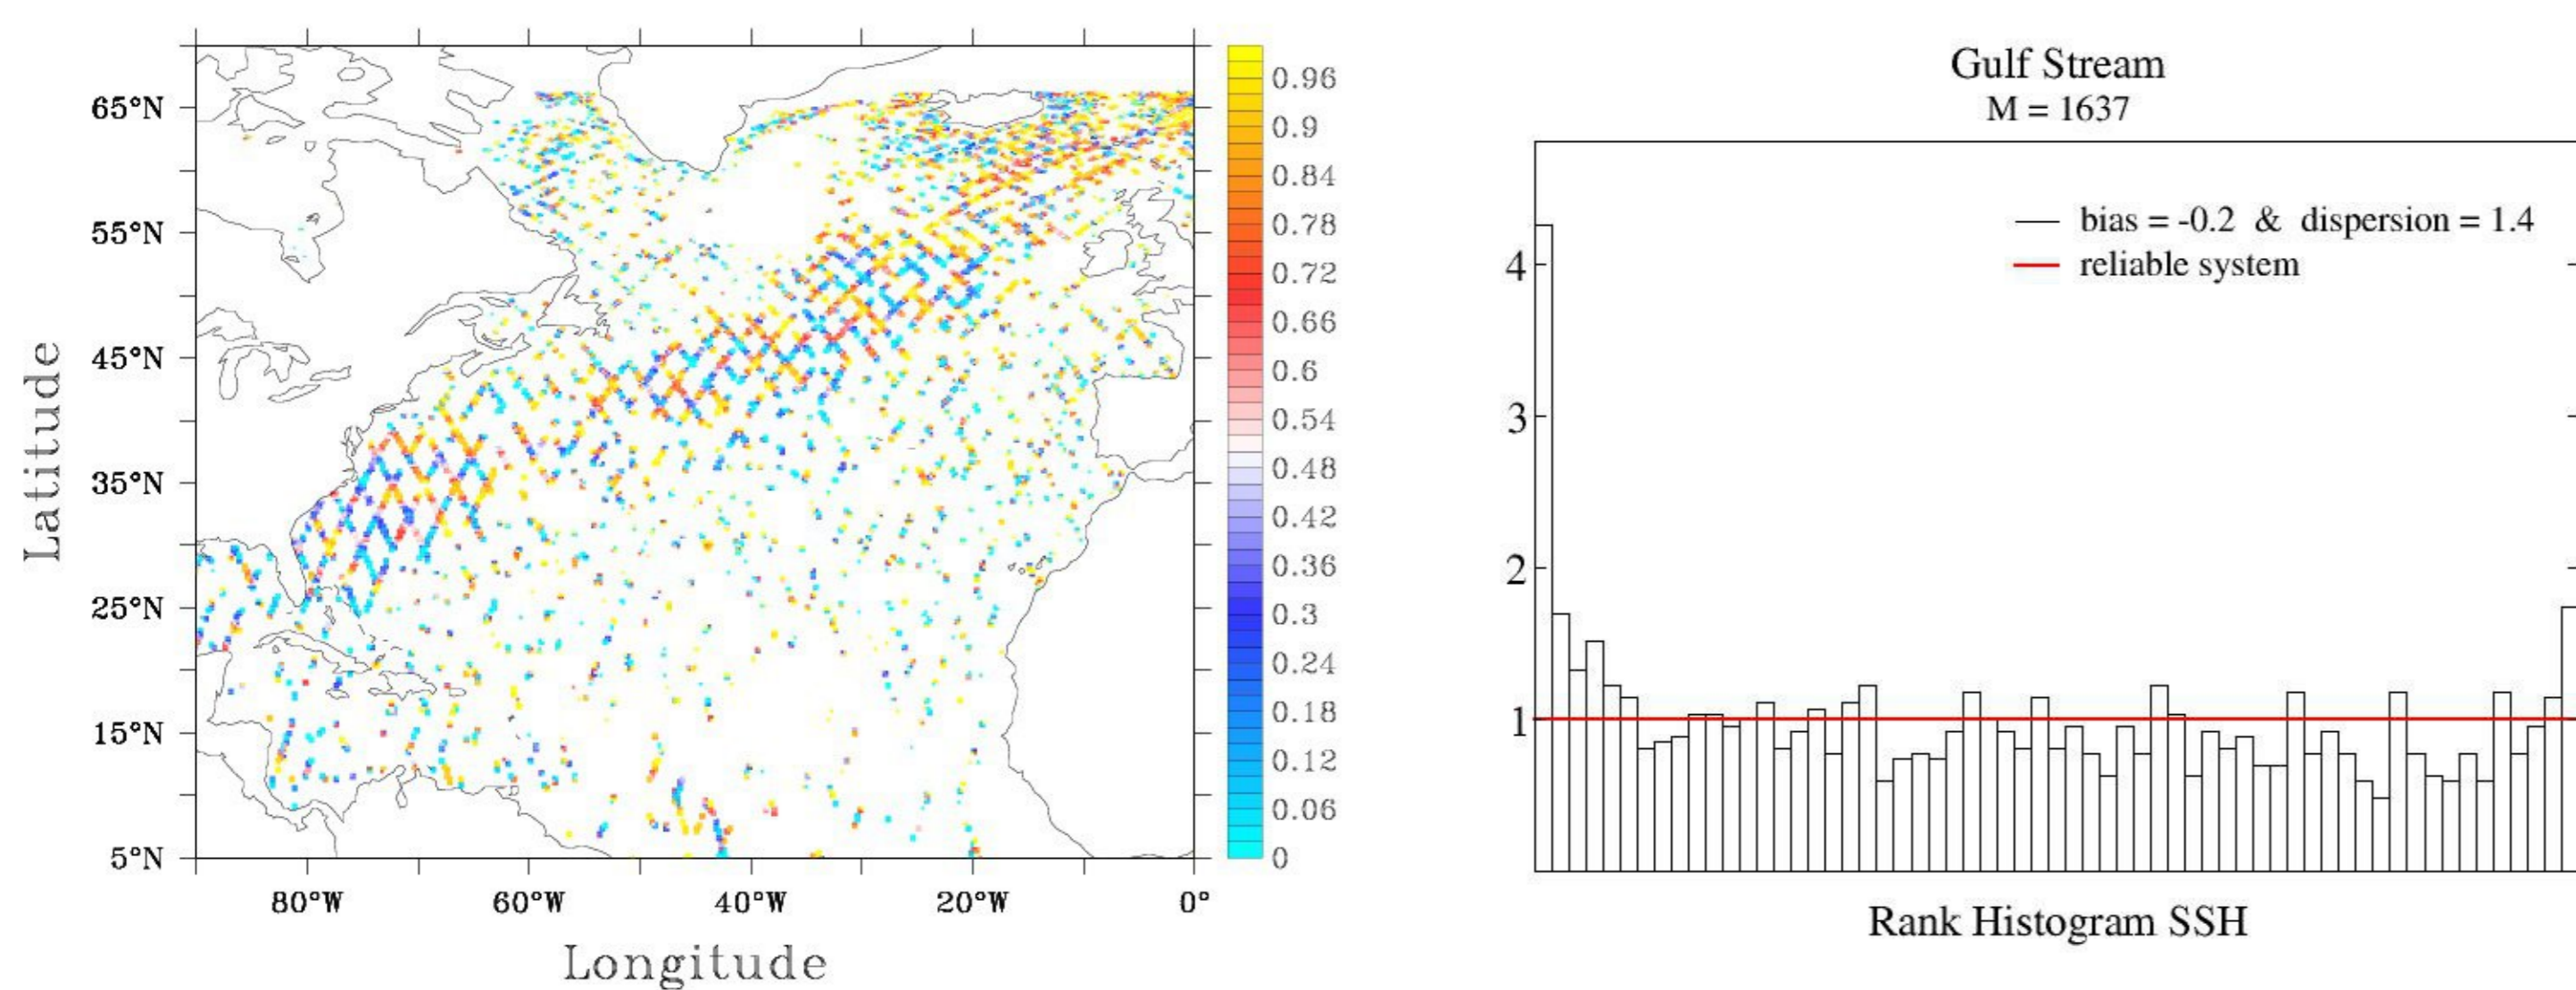 Latitude
65°N
55°N
45°N
35°N
25°N
15°N
5°N
80°W
60°W
40°W
20°W
0°
Longitude
0.96
0.9
0.84
0.78
0.72
0.66
0.6
0.54
0.48
0.42
0.36
0.3
0.24
0.18
0.12
0.06
0
Gulf Stream
M = 1637
bias = -0.2 & dispersion = 1.4
reliable system
4
3
2
1
Rank Histogram SSH